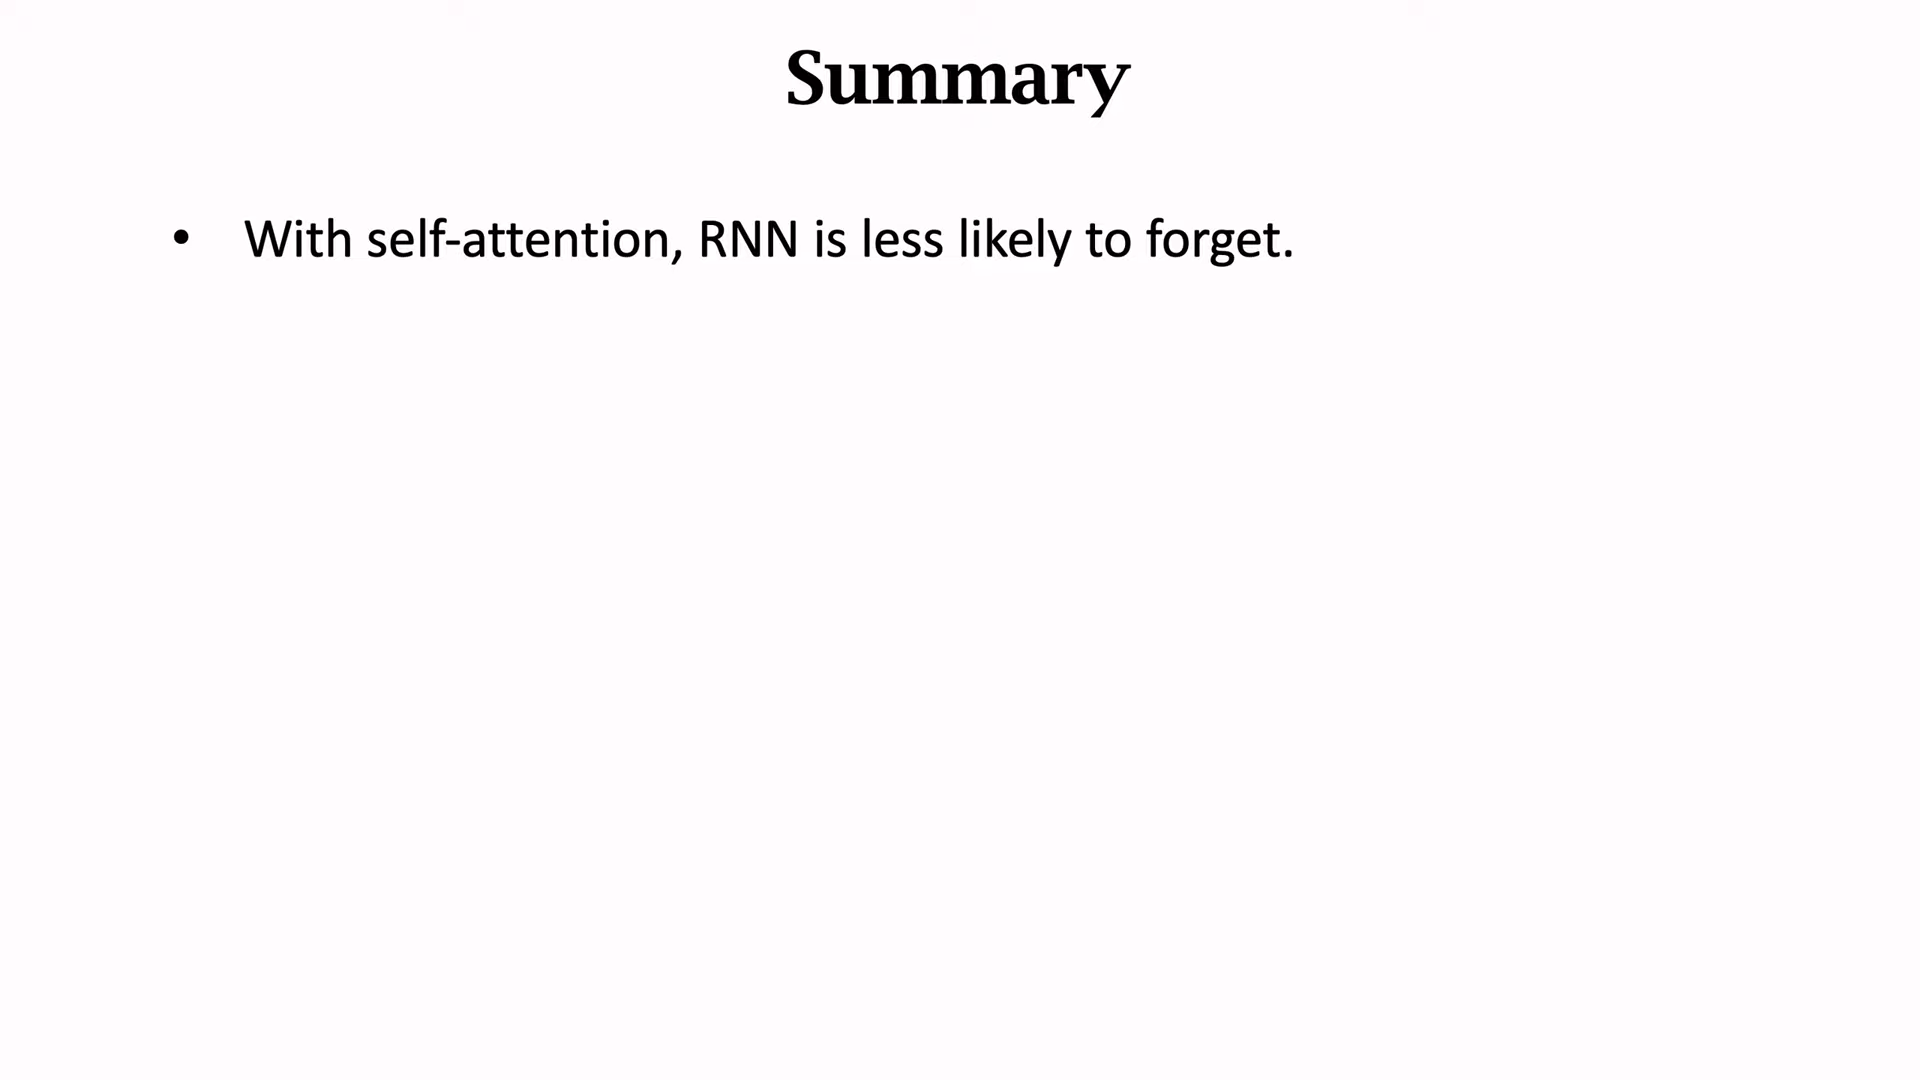 Summary
• With self-attention, RNN is less likely to forget.